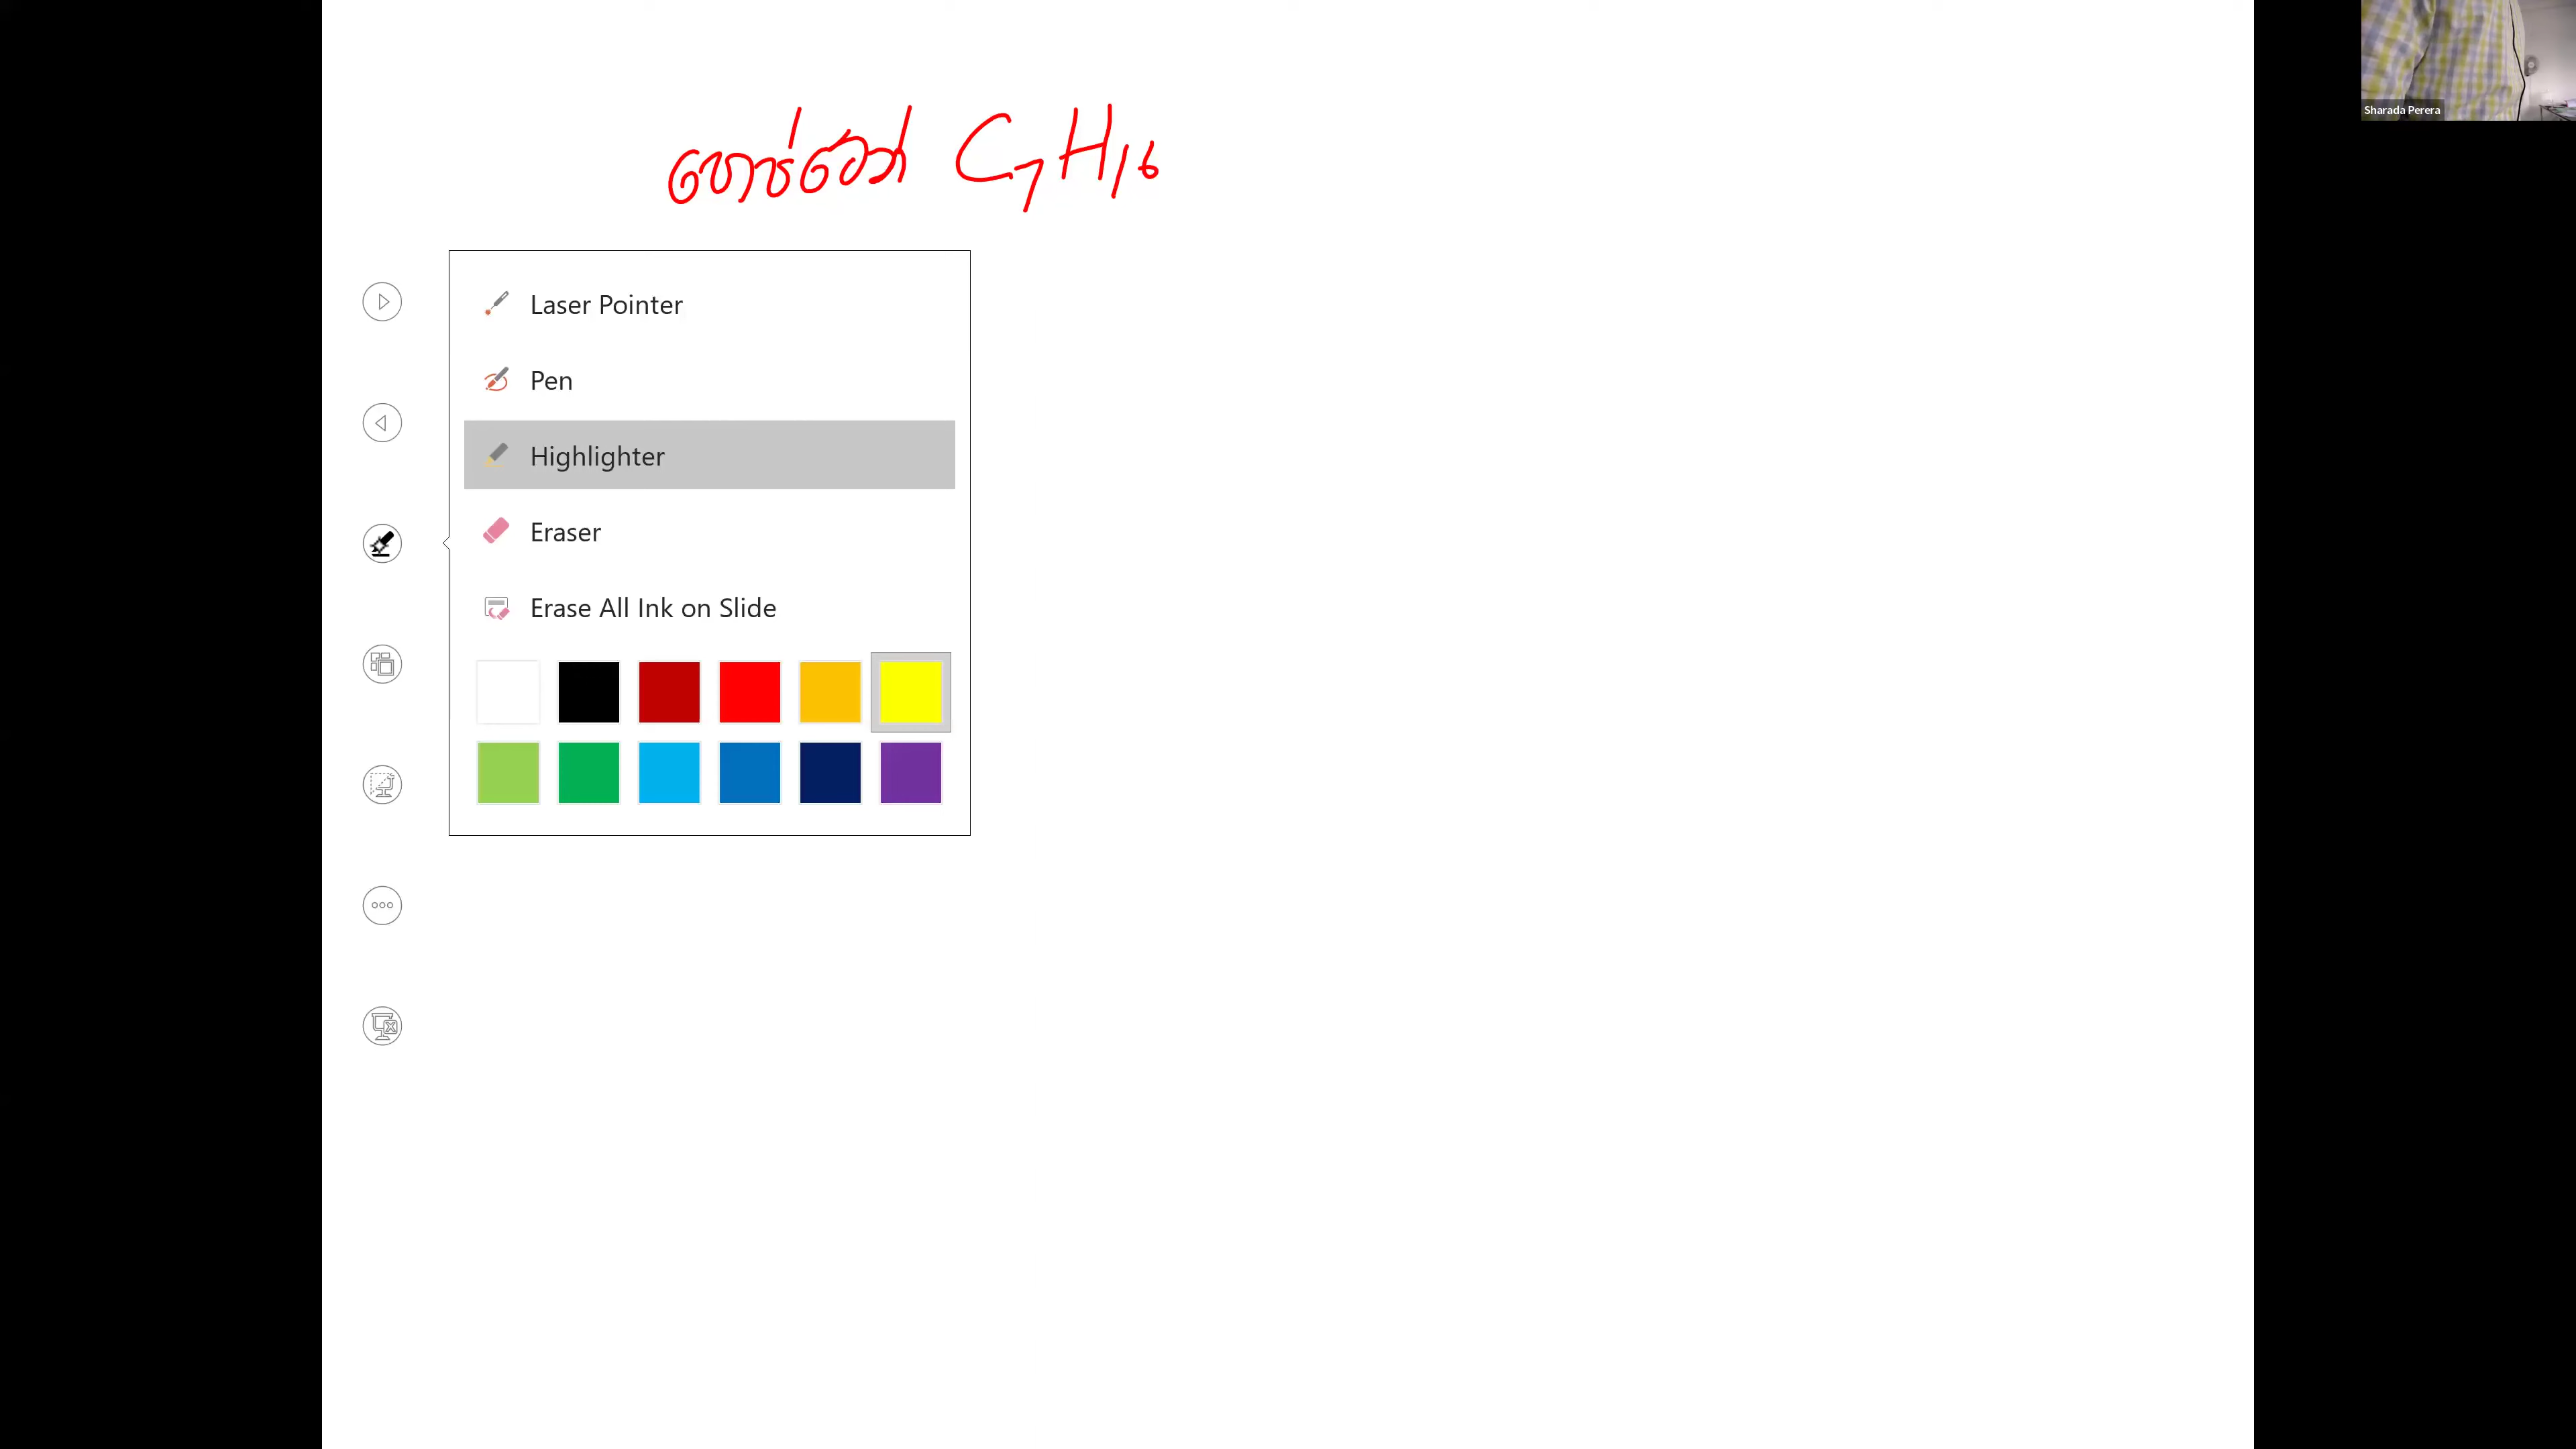 Sharada Perera
හෙප්ටේන් C₇H₁₆
Laser Pointer
Pen
Highlighter
Eraser
Erase All Ink on Slide